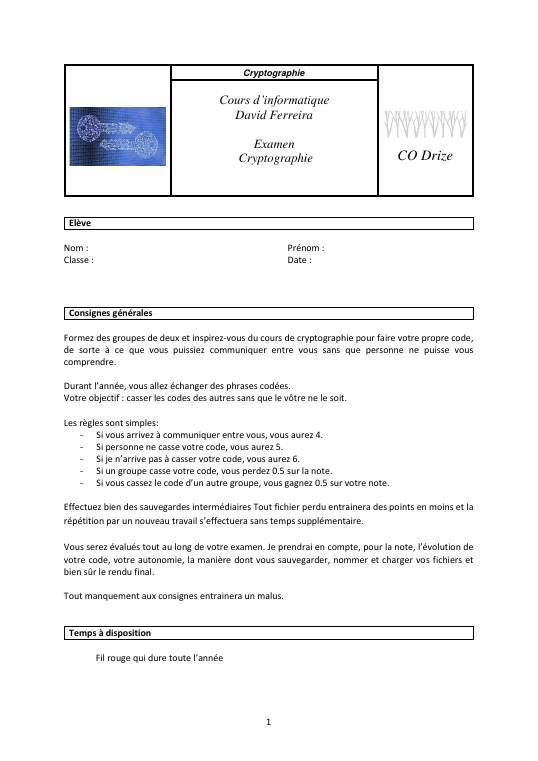 Cryptographie
Cours d'informatique
David Ferreira
Examen
Cryptographie
CO Drize
Elève
Nom :
Prénom :
Classe :
Date :
Consignes générales
Formez des groupes de deux et inspirez-vous du cours de cryptographie pour faire votre propre code,
de sorte à ce que vous puissiez communiquer entre vous sans que personne ne puisse vous
comprendre.
Durant l'année, vous allez échanger des phrases codées.
Votre objectif : casser les codes des autres sans que le vôtre ne le soit.
Les règles sont simples:
- Si vous arrivez à communiquer entre vous, vous aurez 4.
- Si personne ne casse votre code, vous aurez 5.
- Si je n'arrive pas à casser votre code, vous aurez 6.
- Si un groupe casse votre code, vous perdez 0.5 sur la note.
- Si vous cassez le code d'un autre groupe, vous gagnez 0.5 sur votre note.
Effectuez bien des sauvegardes intermédiaires Tout fichier perdu entrainera des points en moins et la
répétition par un nouveau travail s'effectuera sans temps supplémentaire.
Vous serez évalués tout au long de votre examen. Je prendrai en compte, pour la note, l'évolution de
votre code, votre autonomie, la manière dont vous sauvegarder, nommer et charger vos fichiers et
bien sûr le rendu final.
Tout manquement aux consignes entrainera un malus.
Temps à disposition
Fil rouge qui dure toute l'année
1